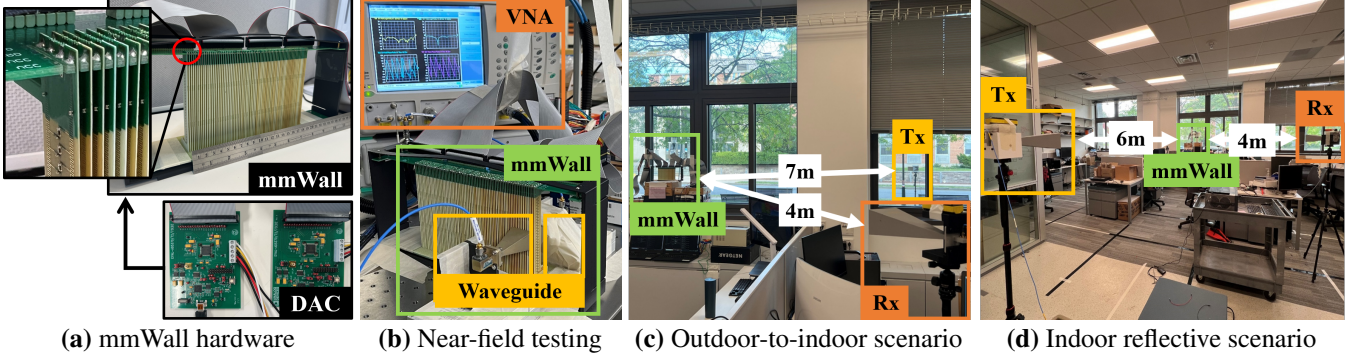 mmWall
DAC
VNA
mmWall
Waveguide
Tx
7m
4m
mmWall
NETGEAR
Rx
Tx
Rx
6m
4m
mmWall
(a) mmWall hardware
(b) Near-field testing
(c) Outdoor-to-indoor scenario
(d) Indoor reflective scenario